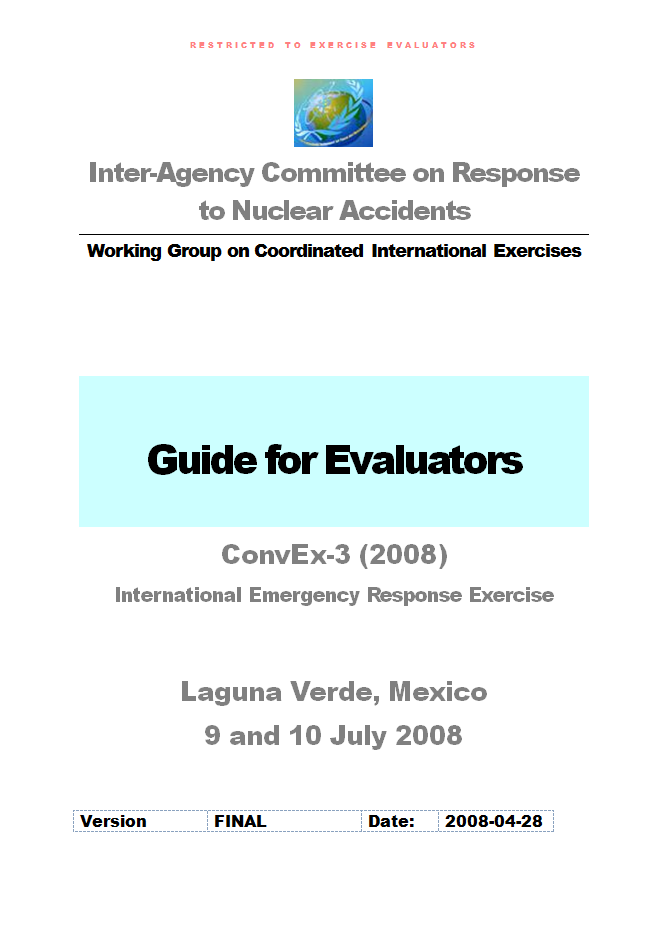 RESTRICTED TO EXERCISE EVALUATORS
Inter-Agency Committee on Response
to Nuclear Accidents
Working Group on Coordinated International Exercises
Guide for Evaluators
ConvEx-3 (2008)
International Emergency Response Exercise
Laguna Verde, Mexico
9 and 10 July 2008
Version FINAL Date: 2008-04-28